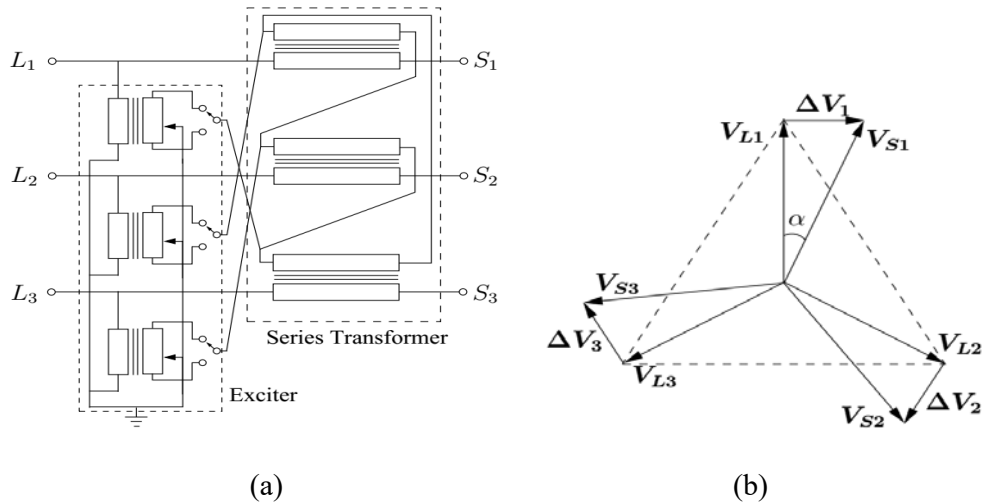 L1
S1
L2
S2
L3
S3
Series Transformer
Exciter
(a)
ΔV1
VL1
VS1
α
VS3
ΔV3
VL3
VL2
VS2
ΔV2
(b)